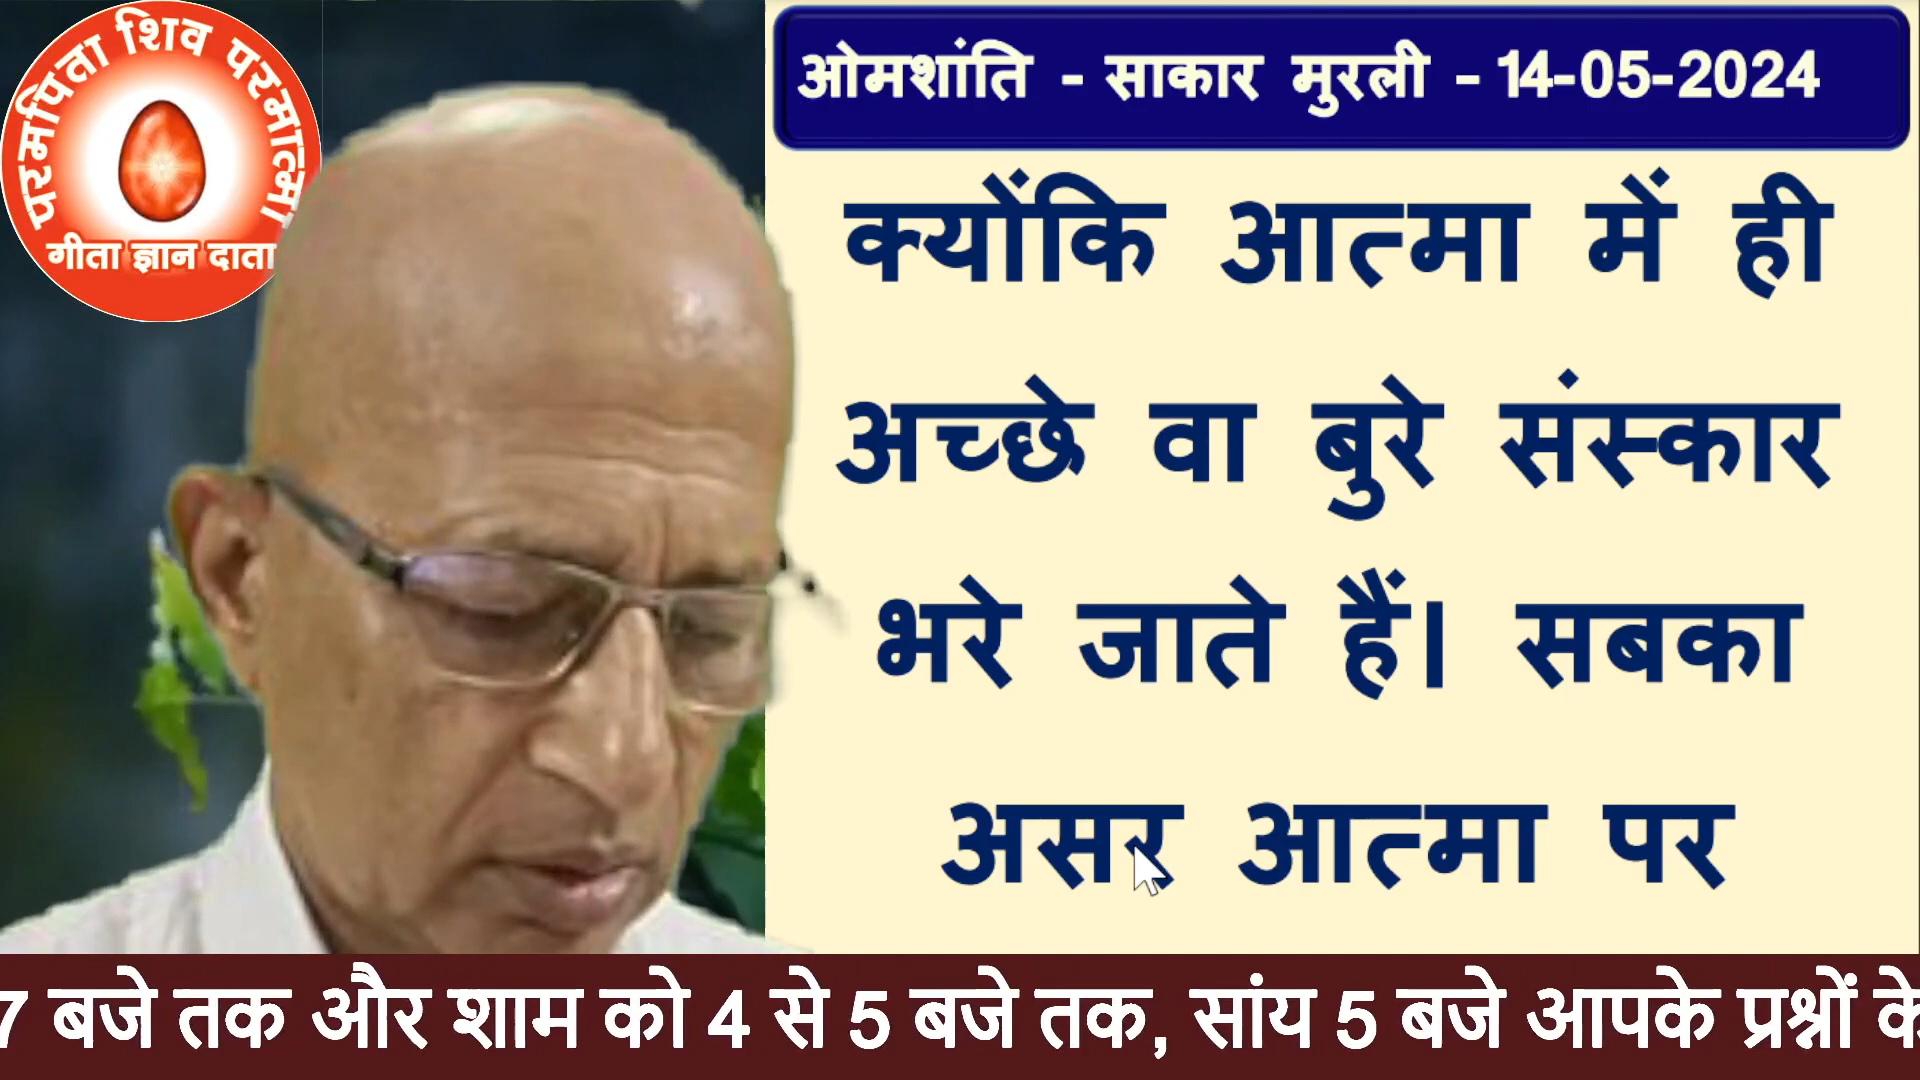 परमपिता शिव परमात्मा
गीता ज्ञान दाता
ओमशांति - साकार मुरली - 14-05-2024
क्योंकि आत्मा में ही
अच्छे वा बुरे संस्कार
भरे जाते हैं। सबका
असर आत्मा पर
7 बजे तक और शाम को 4 से 5 बजे तक, सांय 5 बजे आपके प्रश्नों के